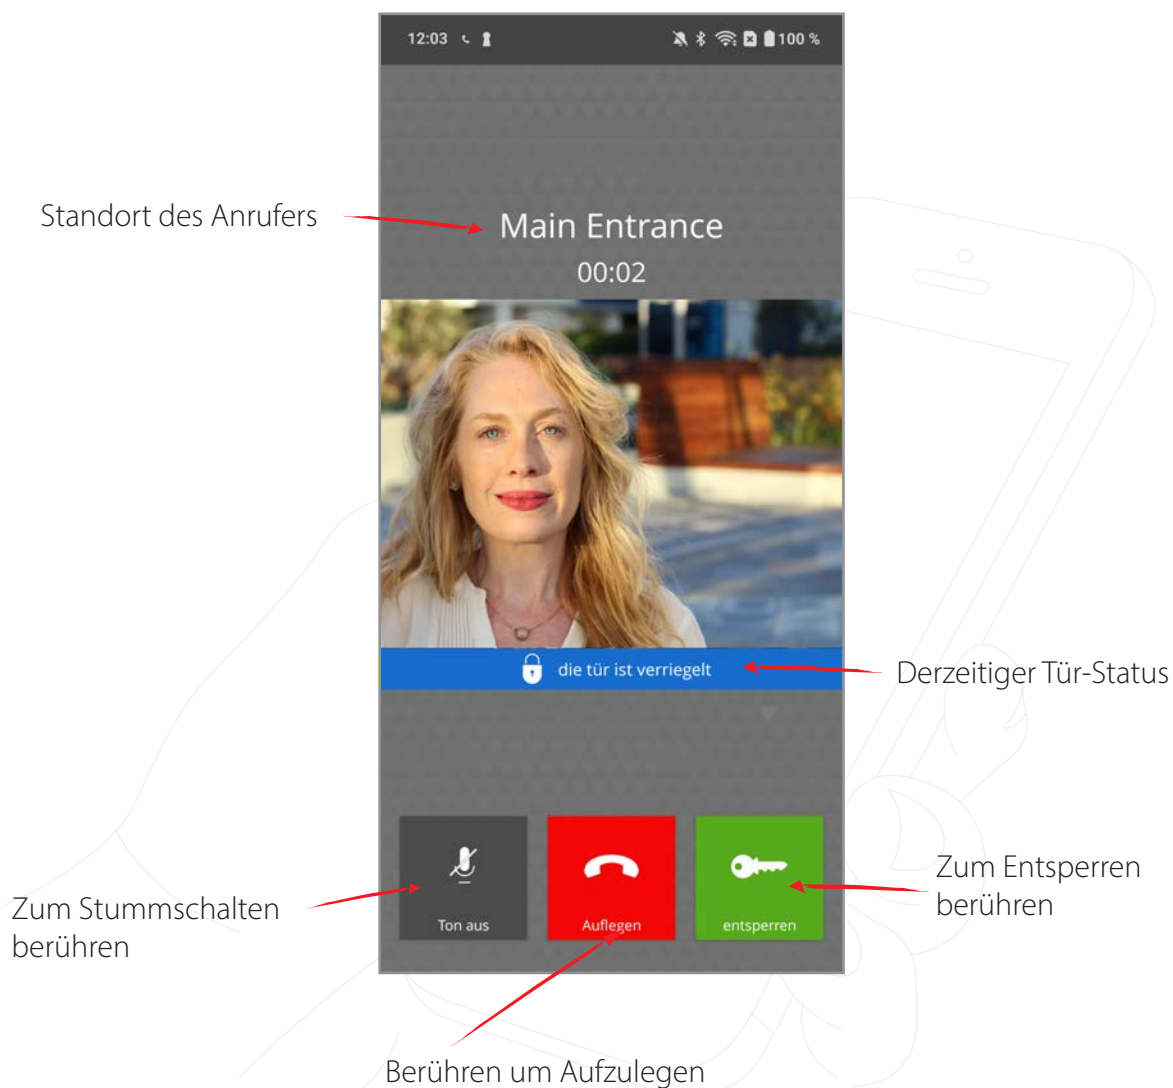 12:03
100 %
Standort des Anrufers
Main Entrance
00:02
die tür ist verriegelt
Derzeitiger Tür-Status
Zum Stummschalten
berühren
Ton aus
Auflegen
entsperren
Zum Entsperren
berühren
Berühren um Aufzulegen